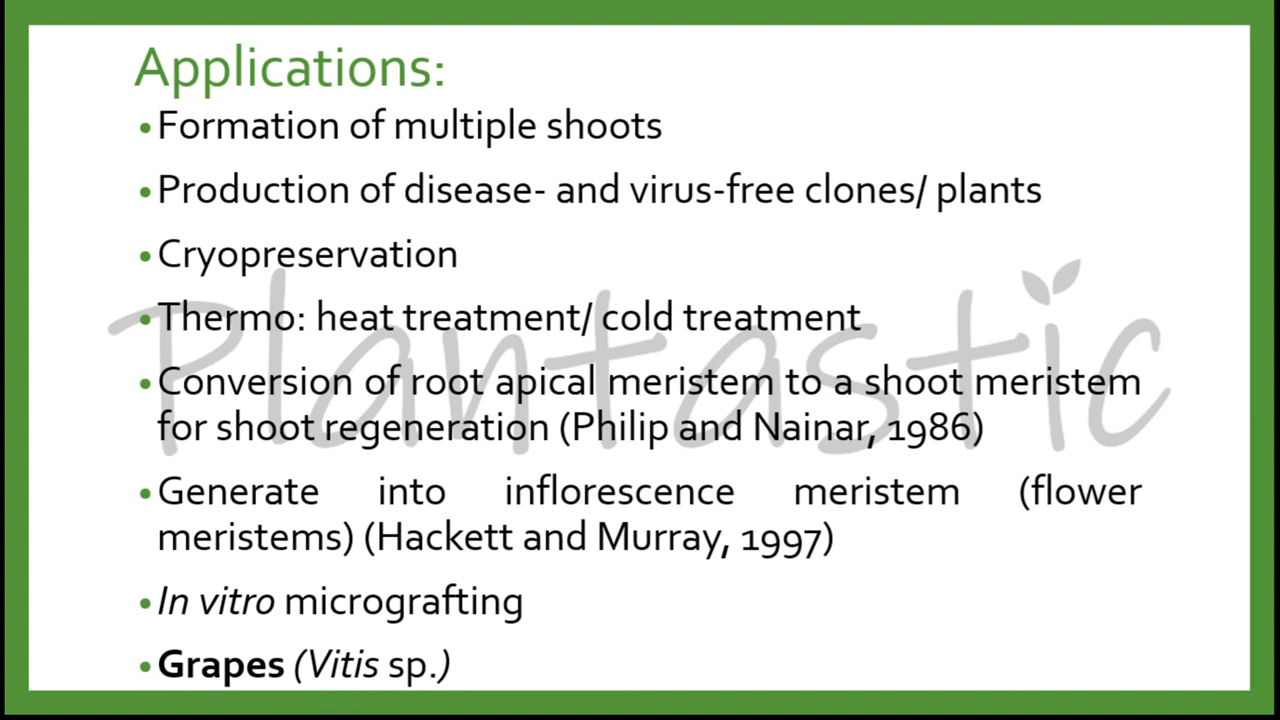 Applications:
•Formation of multiple shoots
•Production of disease- and virus-free clones/ plants
•Cryopreservation
•Thermo: heat treatment/ cold treatment
•Conversion of root apical meristem to a shoot meristem
for shoot regeneration (Philip and Nainar, 1986)
•Generate into inflorescence meristem (flower
meristems) (Hackett and Murray, 1997)
•In vitro micrografting
•Grapes (Vitis sp.)
Plantastic